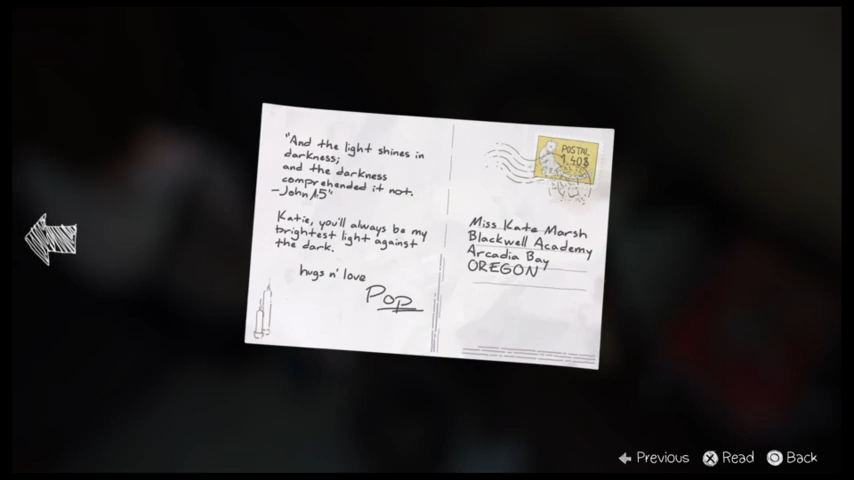 "And the light shines in
darkness;
and the darkness
comprehended it not.
-John 1:5"
Katie, you'll always be my
brightest light against
the dark.
hugs n' love
Pop
POSTAL
1.40$
Miss Kate Marsh
Blackwell Academy
Arcadia Bay
OREGON
Previous
Read
Back